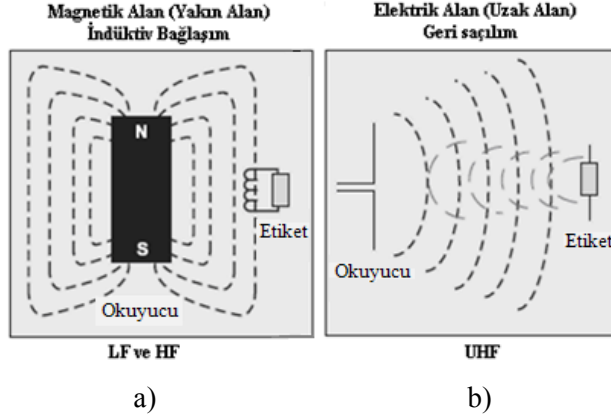 Magnetik Alan (Yakın Alan)
İndüktiv Bağlaşım
N
S
Etiket
Okuyucu
LF ve HF
a)
Elektrik Alan (Uzak Alan)
Geri saçılım
Okuyucu
Etiket
UHF
b)